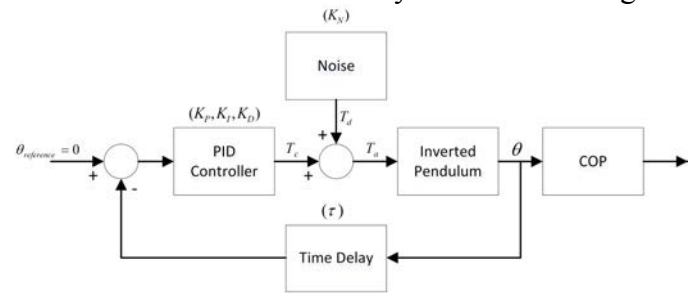 (K_N)
Noise
(K_P, K_I, K_D)
T_d
+
θ_reference = 0
PID
Controller
T_c
T_a
Inverted
Pendulum
θ
COP
+
+
-
(τ)
Time Delay